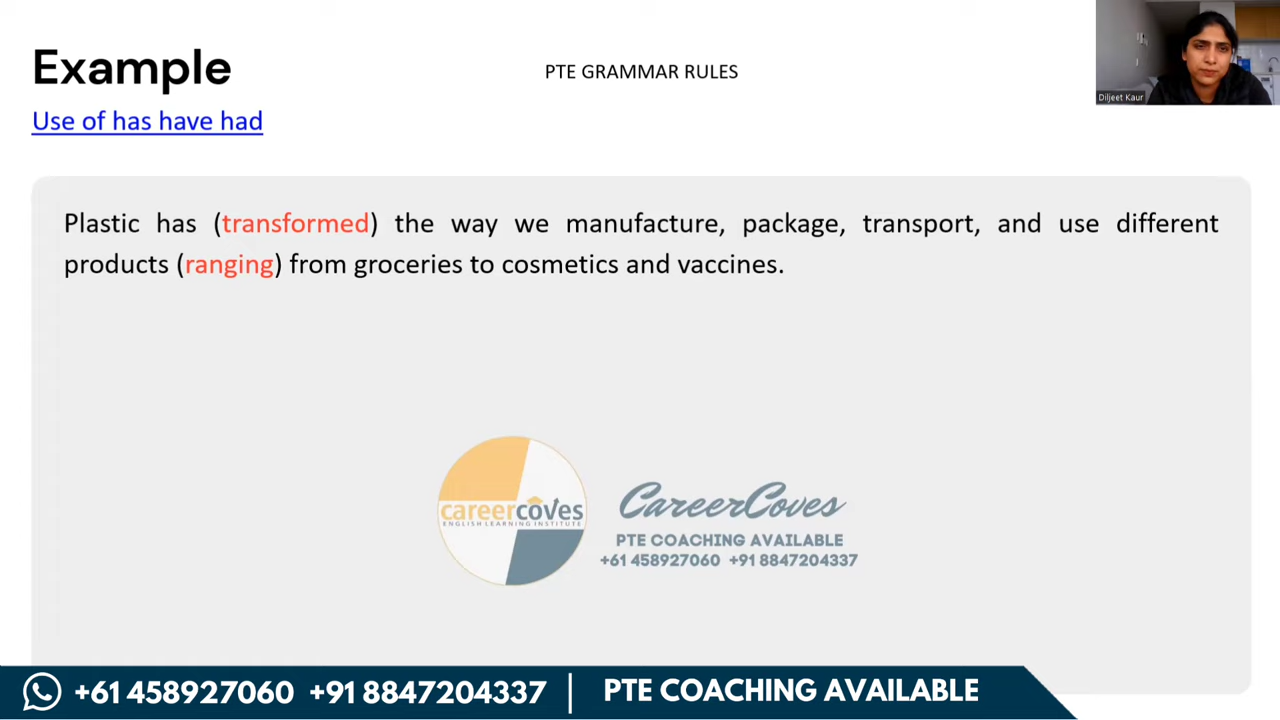 Example
PTE GRAMMAR RULES
Use of has have had
Diljeet Kaur
Plastic has (transformed) the way we manufacture, package, transport, and use different
products (ranging) from groceries to cosmetics and vaccines.
careercoves
ENGLISH LEARNING INSTITUTE
CareerCoves
PTE COACHING AVAILABLE
+61 458927060 +91 8847204337
+61 458927060 +91 8847204337 | PTE COACHING AVAILABLE